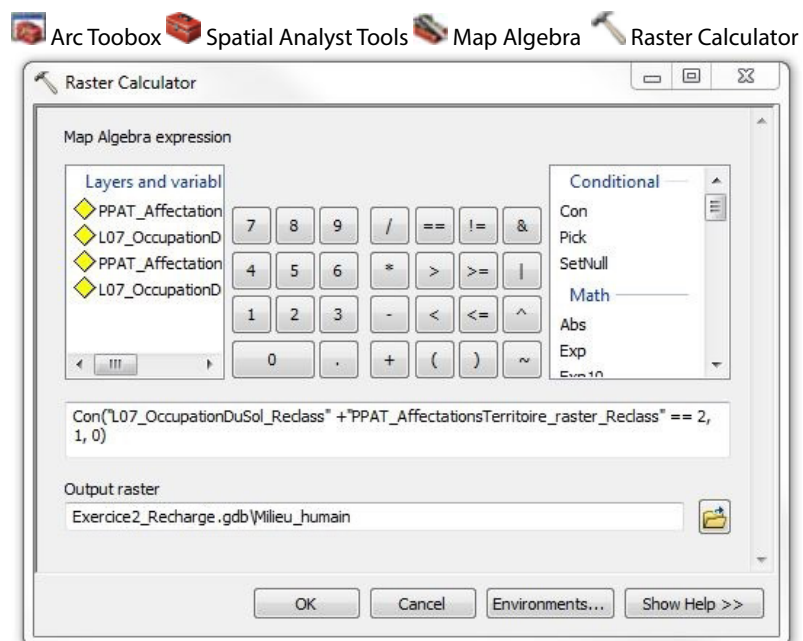 Arc Toobox Spatial Analyst Tools Map Algebra Raster Calculator
Raster Calculator
Map Algebra expression
Layers and variabl
PPAT_Affectation
L07_OccupationD
PPAT_Affectation
L07_OccupationD
7 8 9 / == != &
4 5 6 * > >= |
1 2 3 - < <= ^
0 . + ( ) ~
Conditional
Con
Pick
SetNull
Math
Abs
Exp
Exp10
Con("L07_OccupationDuSol_Reclass" +"PPAT_AffectationsTerritoire_raster_Reclass" == 2,
1, 0)
Output raster
Exercice2_Recharge.gdb\Milieu_humain
OK Cancel Environments... Show Help >>